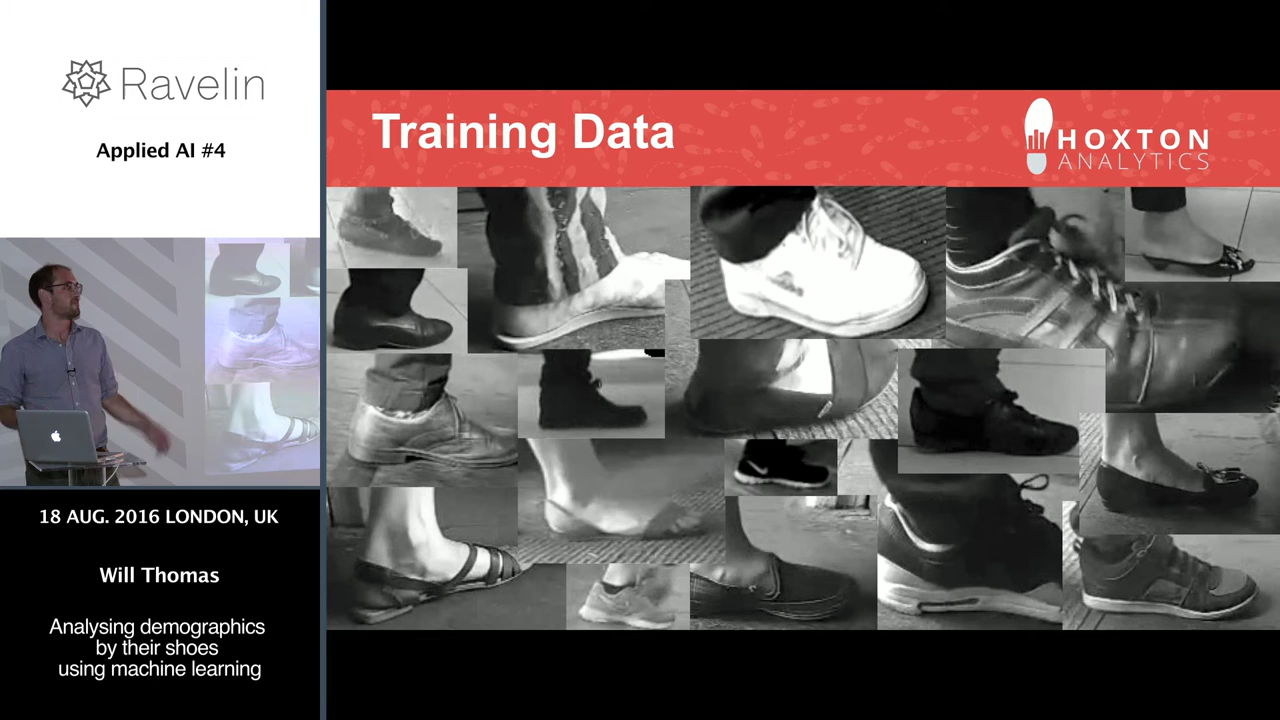 Ravelin
Applied AI #4
18 AUG. 2016 LONDON, UK
Will Thomas
Analysing demographics
by their shoes
using machine learning
Training Data
HOXTON
ANALYTICS